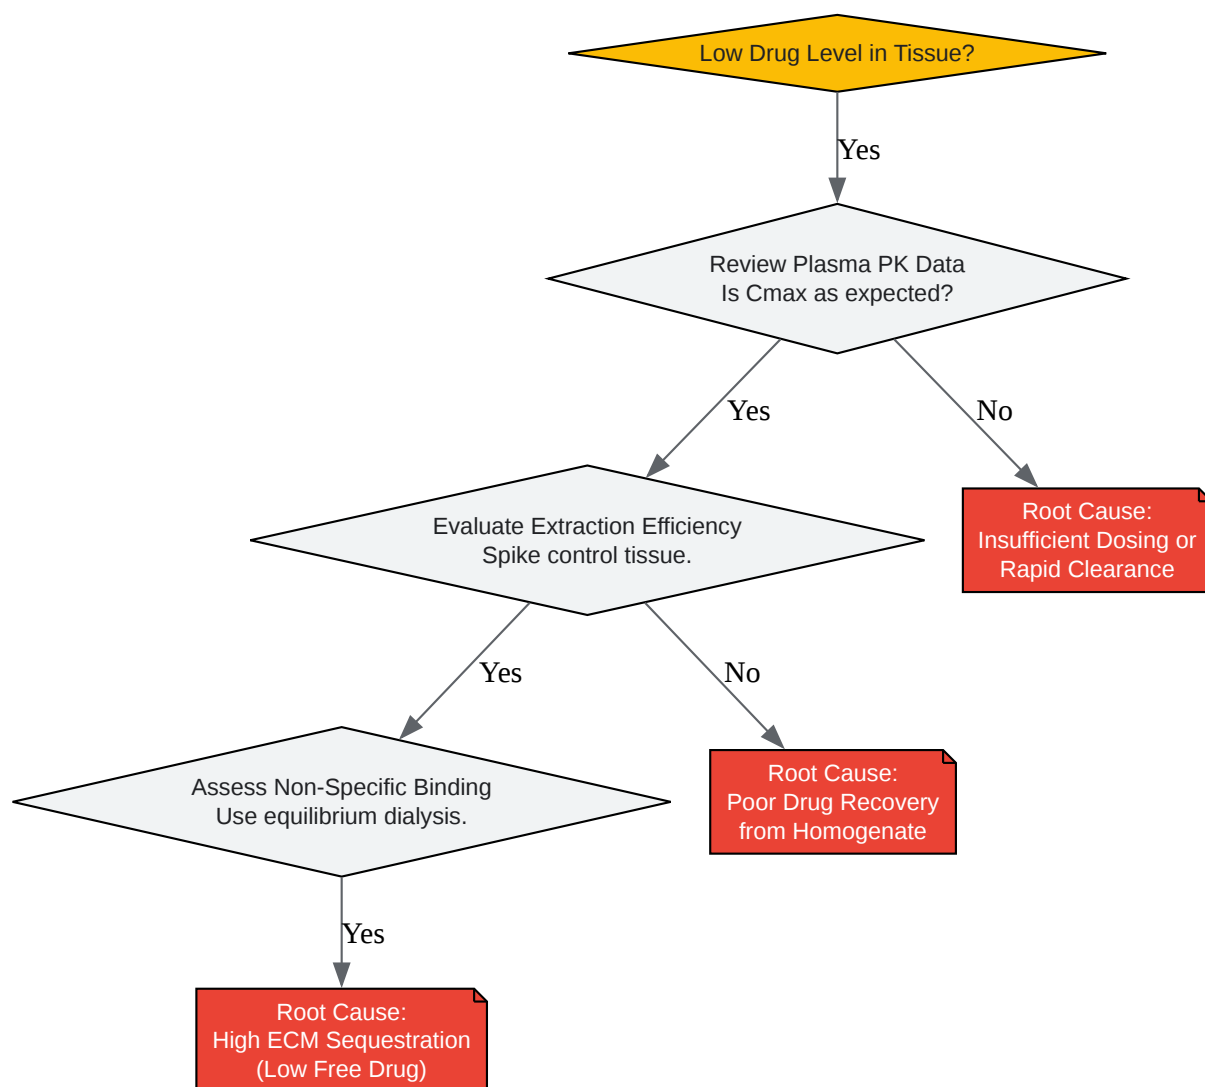 Low Drug Level in Tissue?
Yes
Review Plasma PK Data
Is Cmax as expected?
Yes
No
Evaluate Extraction Efficiency
Spike control tissue.
Root Cause:
Insufficient Dosing or
Rapid Clearance
Yes
No
Assess Non-Specific Binding
Use equilibrium dialysis.
Root Cause:
Poor Drug Recovery
from Homogenate
Yes
Root Cause:
High ECM Sequestration
(Low Free Drug)